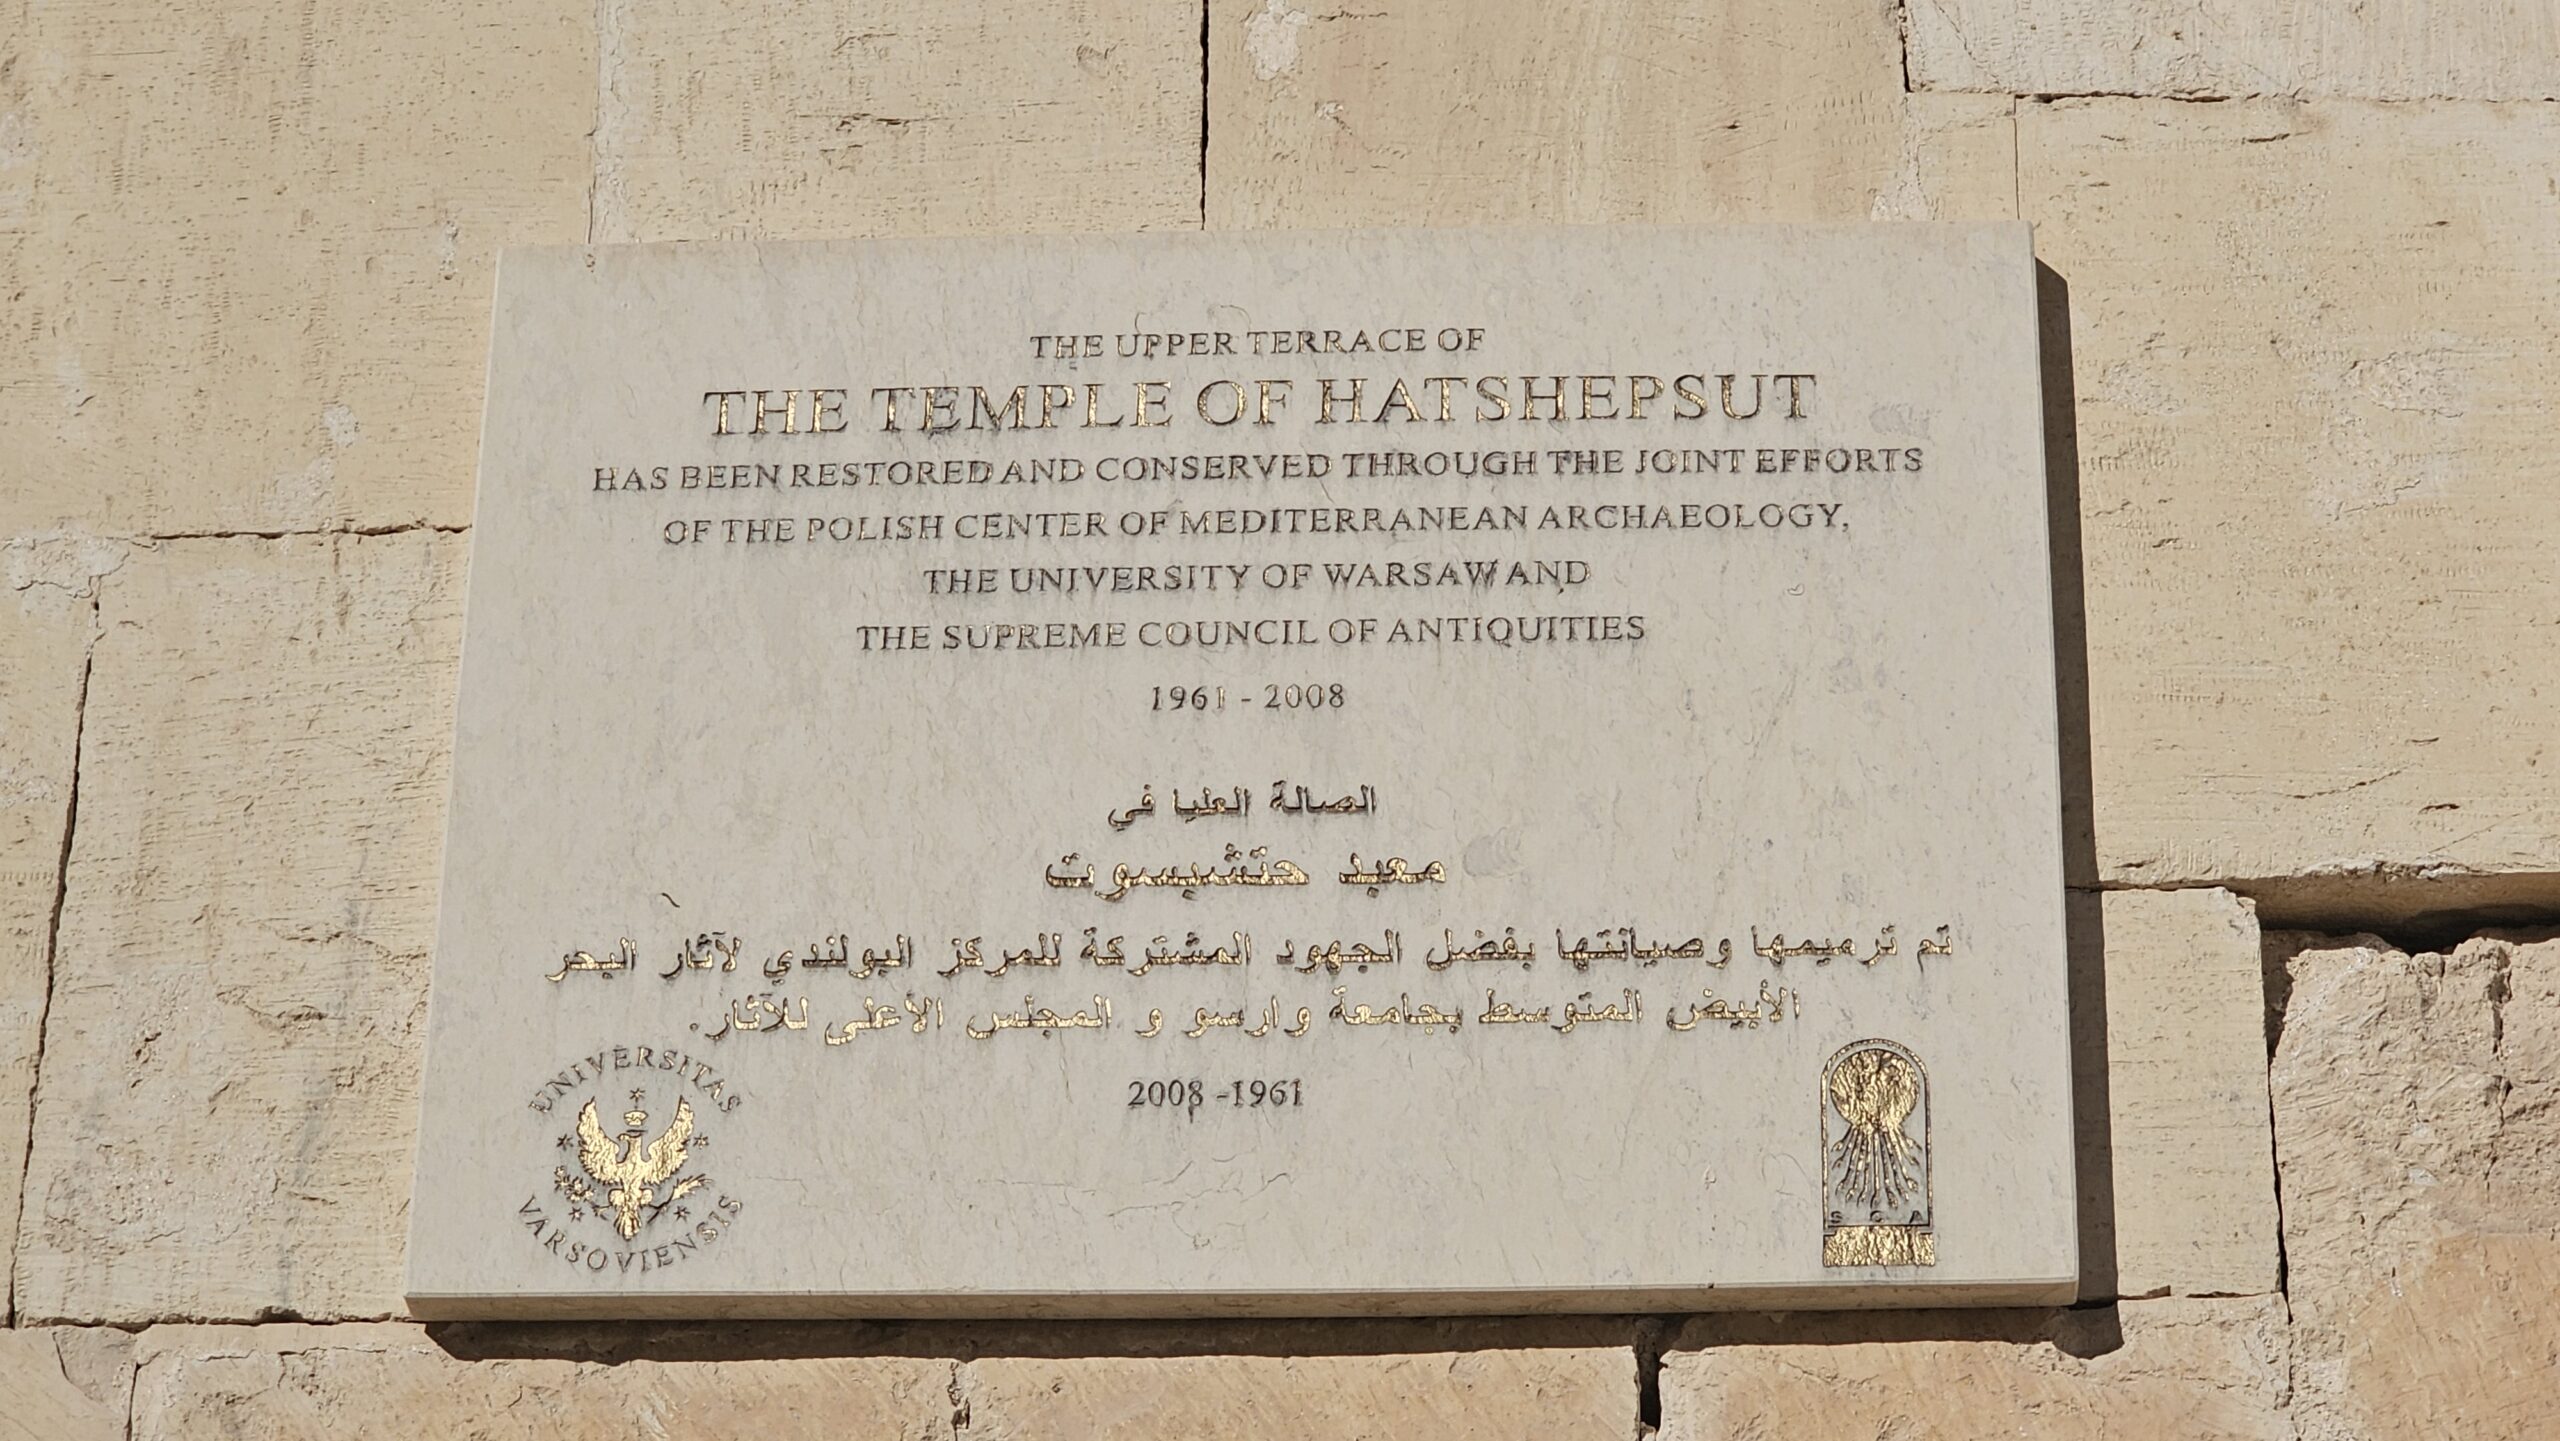 THE UPPER TERRACE OF
THE TEMPLE OF HATSHEPSUT
HAS BEEN RESTORED AND CONSERVED THROUGH THE JOINT EFFORTS
OF THE POLISH CENTER OF MEDITERRANEAN ARCHAEOLOGY,
THE UNIVERSITY OF WARSAW AND
THE SUPREME COUNCIL OF ANTIQUITIES
1961 - 2008
الصالة العليا في
معبد حتشبسوت
تم ترميمها وصيانتها بفضل الجهود المشتركة للمركز البولندي لآثار البحر
الأبيض المتوسط بجامعة وارسو و المجلس الأعلى للآثار.
2008 -1961
UNIVERSITAS
VARSOVIENSIS
SCA